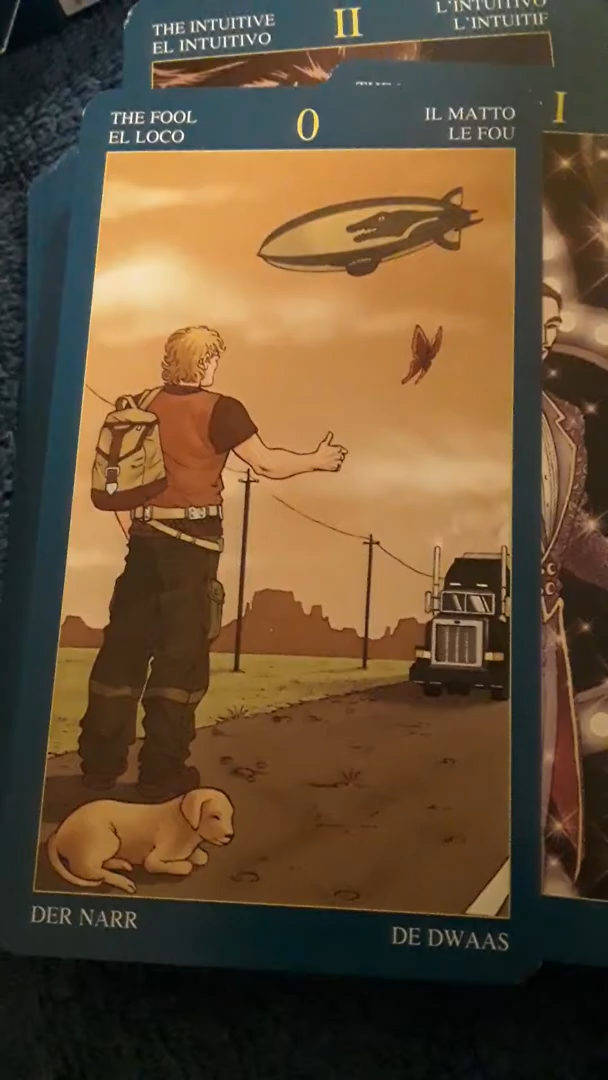 THE INTUITIVE
EL INTUITIVO
II
L'INTUITIVO
L'INTUITIF
I
THE FOOL
EL LOCO
0
IL MATTO
LE FOU
DER NARR
DE DWAAS